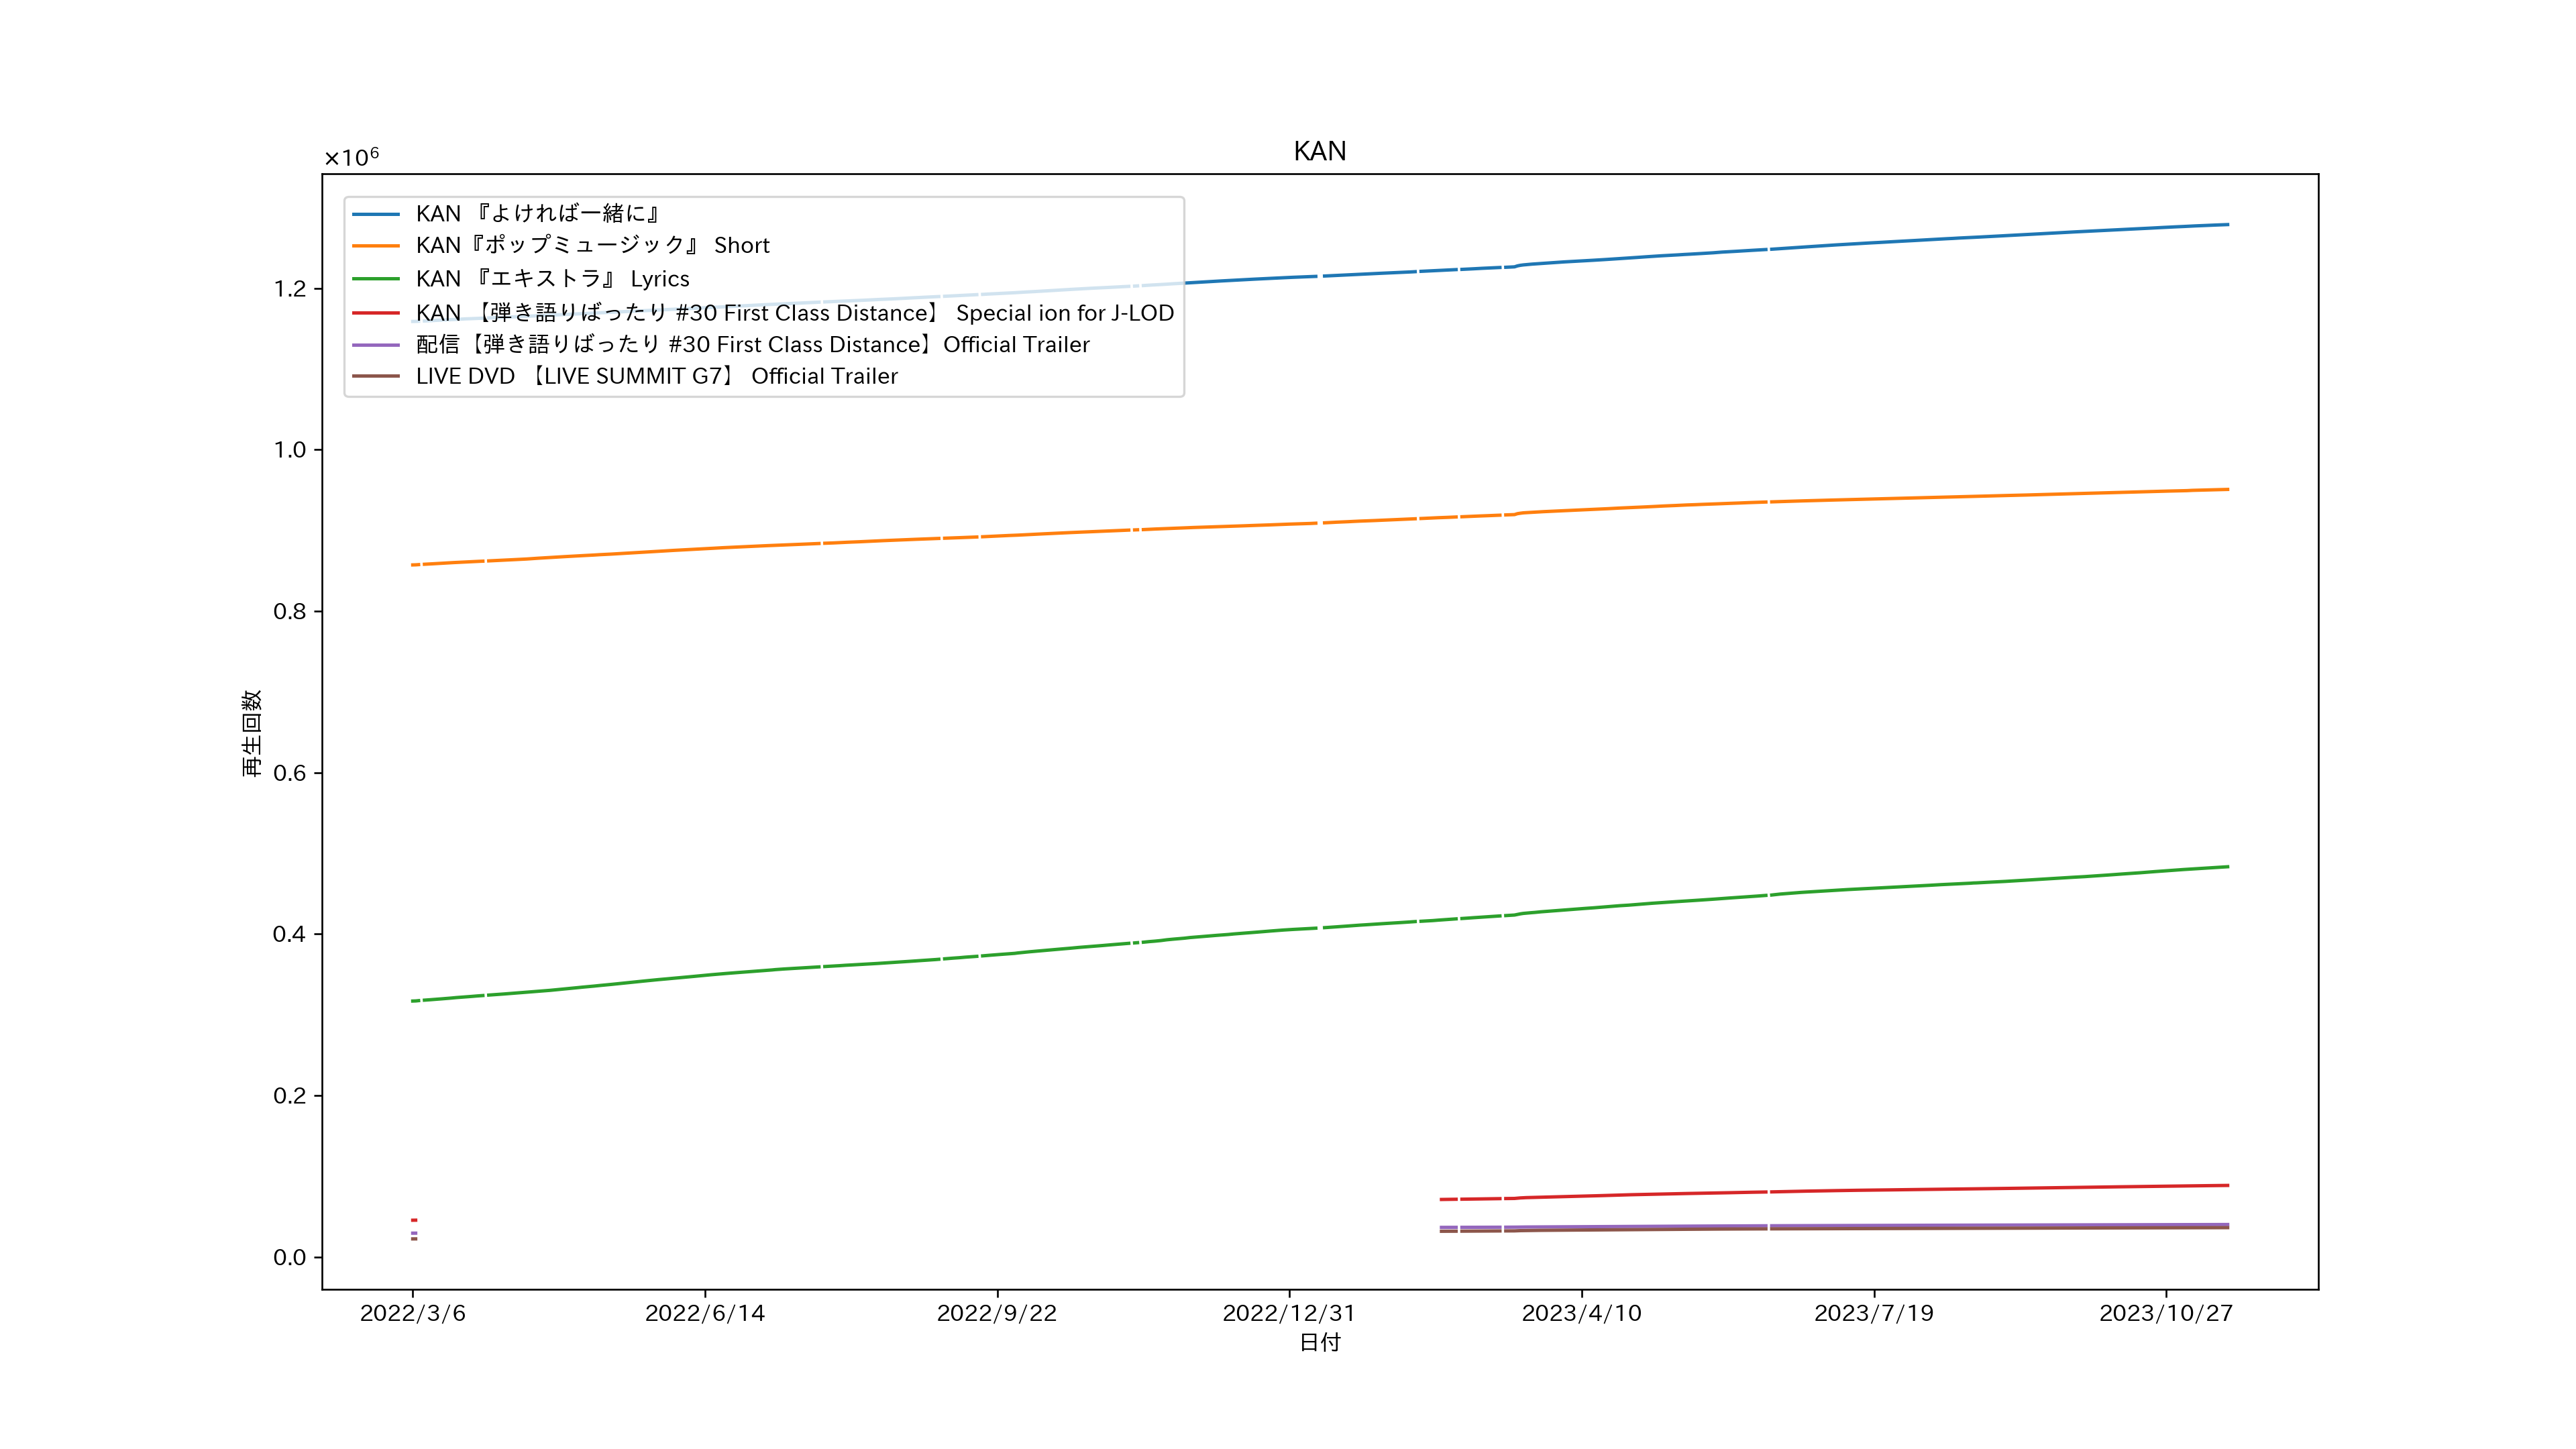 KAN
×10⁶
KAN 『よければ一緒に』
KAN『ポップミュージック』 Short
KAN 『エキストラ』 Lyrics
KAN 【弾き語りばったり #30 First Class Distance】 Special ion for J-LOD
配信【弾き語りばったり #30 First Class Distance】Official Trailer
LIVE DVD 【LIVE SUMMIT G7】 Official Trailer
1.2
1.0
0.8
0.6
0.4
0.2
0.0
再生回数
2022/3/6
2022/6/14
2022/9/22
2022/12/31
2023/4/10
2023/7/19
2023/10/27
日付